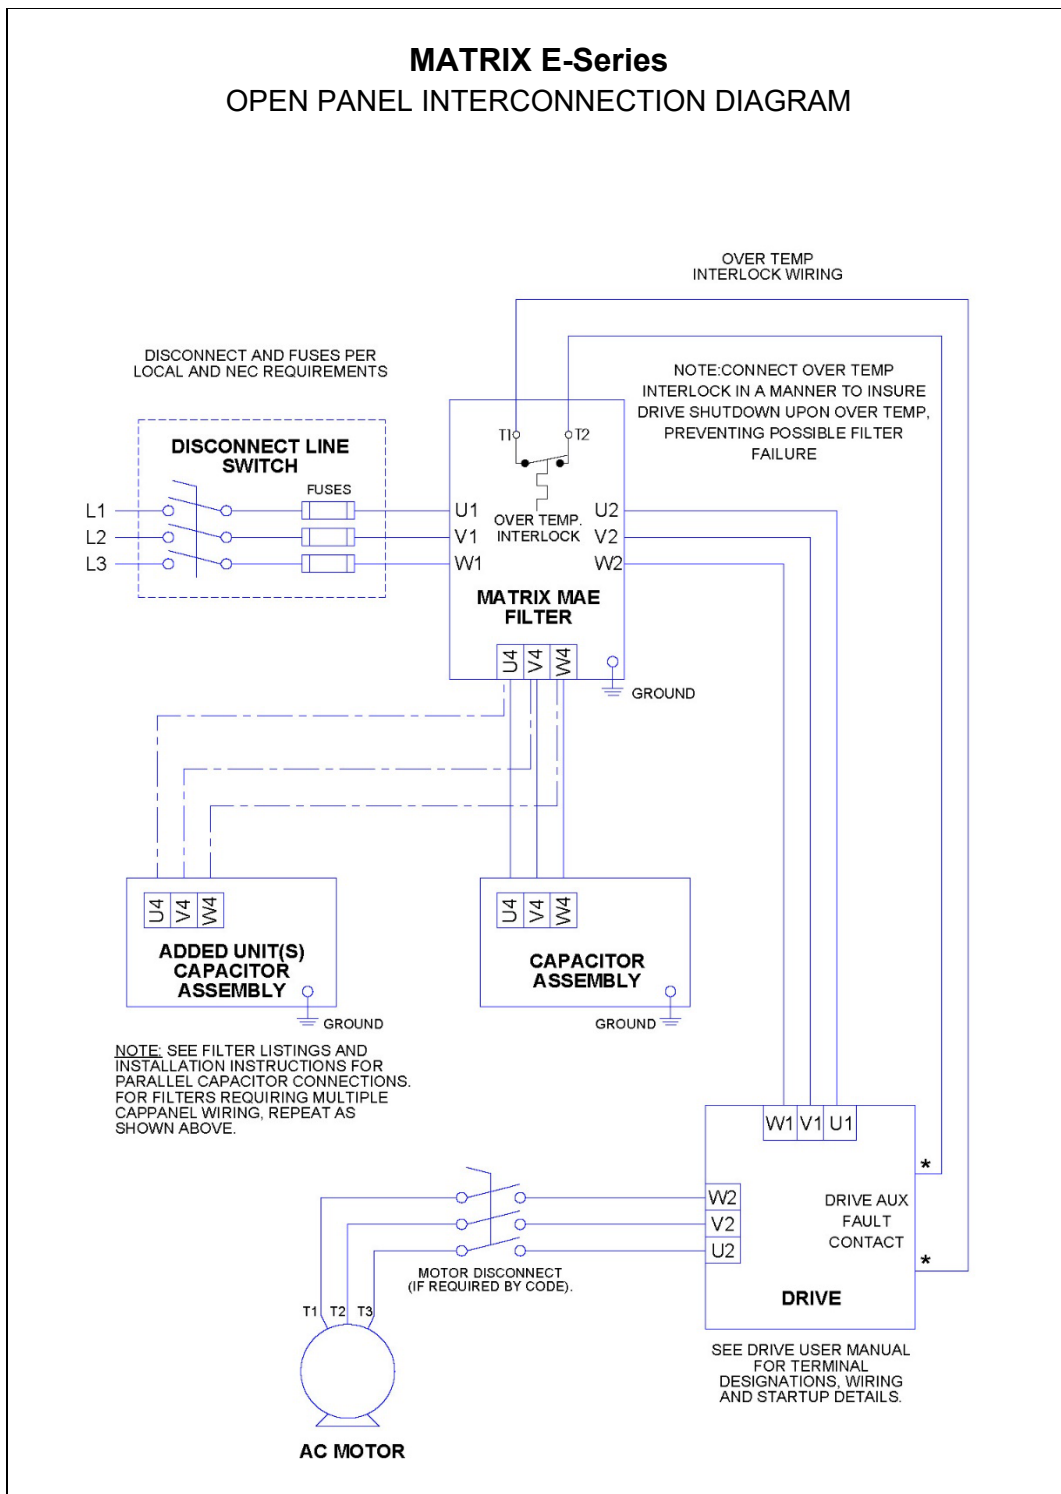 MATRIX E-Series
OPEN PANEL INTERCONNECTION DIAGRAM
OVER TEMP
INTERLOCK WIRING
DISCONNECT AND FUSES PER
LOCAL AND NEC REQUIREMENTS
NOTE:CONNECT OVER TEMP
INTERLOCK IN A MANNER TO INSURE
DRIVE SHUTDOWN UPON OVER TEMP,
PREVENTING POSSIBLE FILTER
FAILURE
DISCONNECT LINE
SWITCH
FUSES
L1
L2
L3
T1
T2
OVER TEMP.
INTERLOCK
U1
V1
W1
U2
V2
W2
MATRIX MAE
FILTER
U4
V4
W4
GROUND
U4
V4
W4
ADDED UNIT(S)
CAPACITOR
ASSEMBLY
GROUND
U4
V4
W4
CAPACITOR
ASSEMBLY
GROUND
NOTE: SEE FILTER LISTINGS AND
INSTALLATION INSTRUCTIONS FOR
PARALLEL CAPACITOR CONNECTIONS.
FOR FILTERS REQUIRING MULTIPLE
CAPPANEL WIRING, REPEAT AS
SHOWN ABOVE.
W1
V1
U1
*
DRIVE AUX
FAULT
CONTACT
*
W2
V2
U2
DRIVE
MOTOR DISCONNECT
(IF REQUIRED BY CODE).
T1
T2
T3
AC MOTOR
SEE DRIVE USER MANUAL
FOR TERMINAL
DESIGNATIONS, WIRING
AND STARTUP DETAILS.